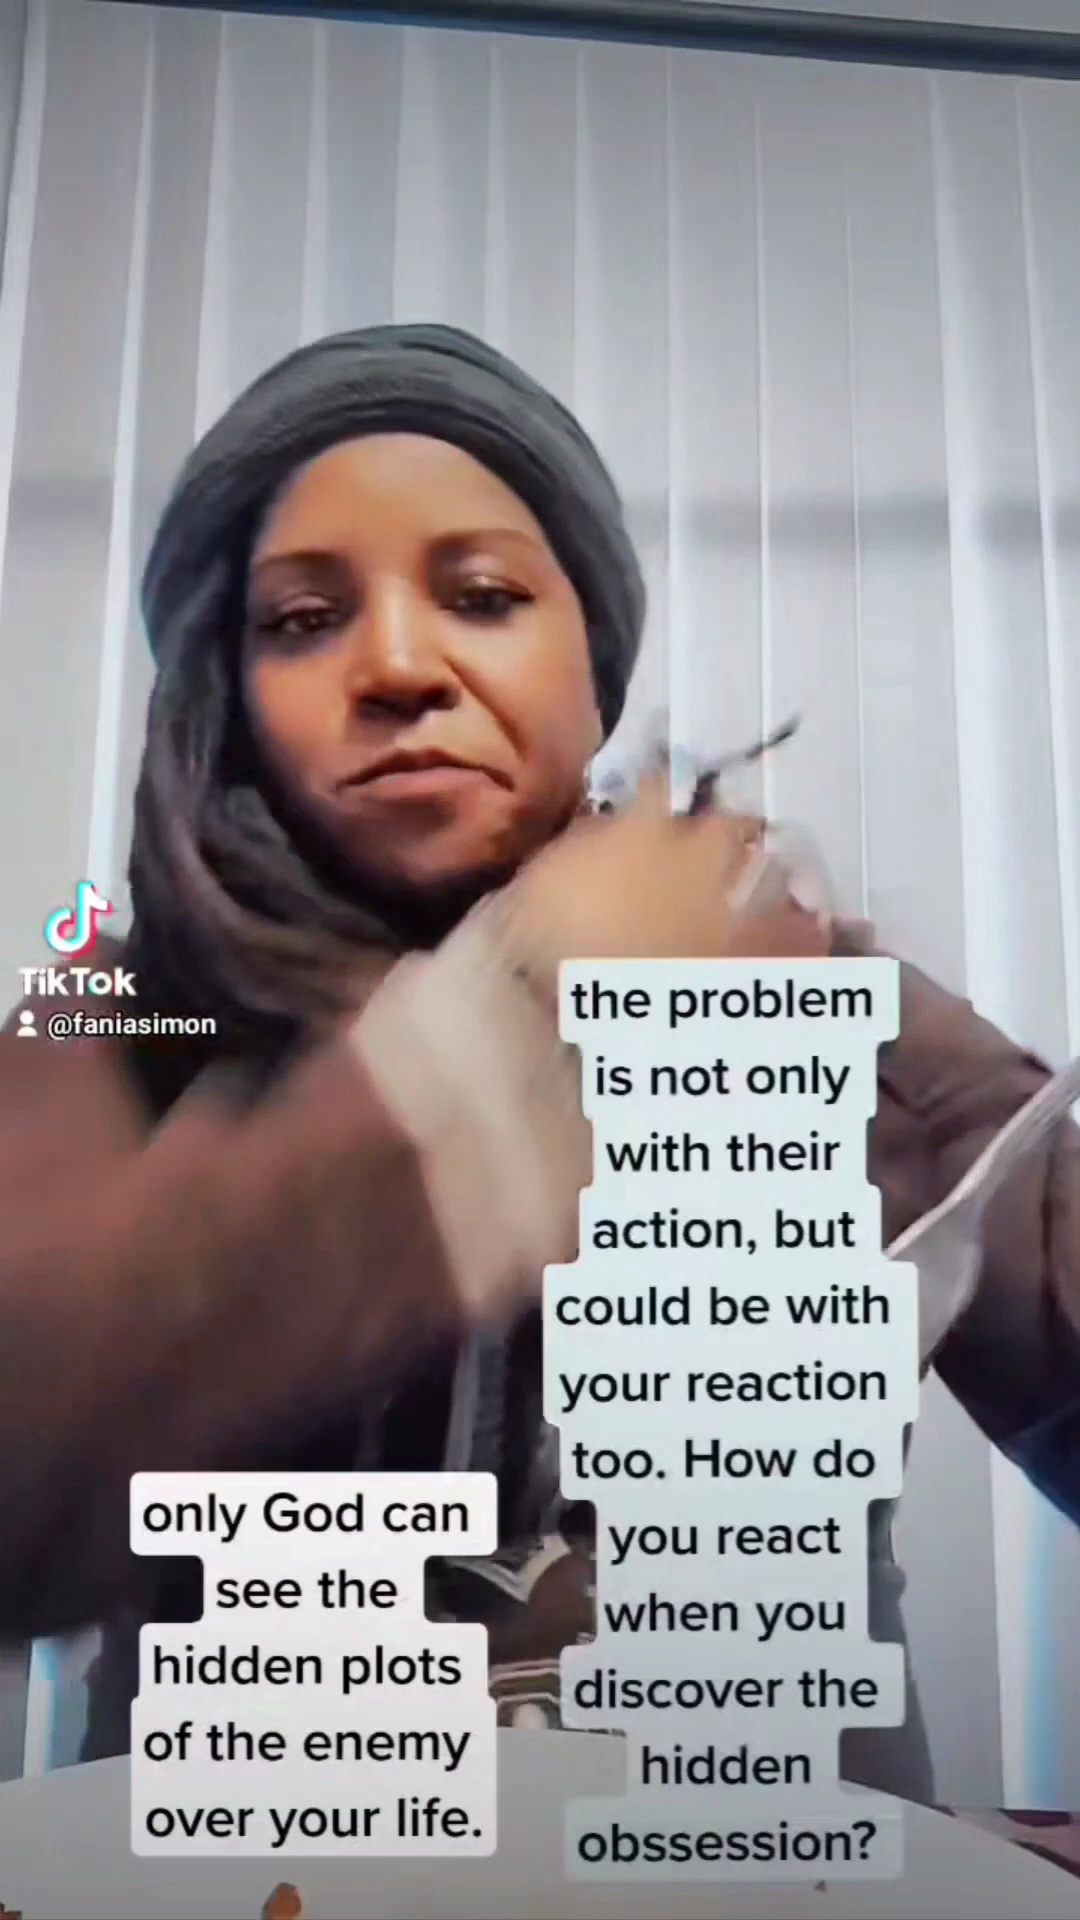 TikTok
@faniasimon
the problem
is not only
with their
action, but
could be with
your reaction
too. How do
you react
when you
discover the
hidden
obssession?
only God can
see the
hidden plots
of the enemy
over your life.